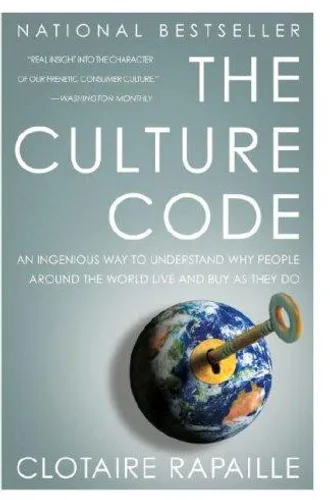 NATIONAL BESTSELLER
"REAL INSIGHT INTO THE CHARACTER
OF OUR FRENETIC CONSUMER CULTURE."
—WASHINGTON MONTHLY
THE
CULTURE
CODE
AN INGENIOUS WAY TO UNDERSTAND WHY PEOPLE
AROUND THE WORLD LIVE AND BUY AS THEY DO
CLOTAIRE RAPAILLE